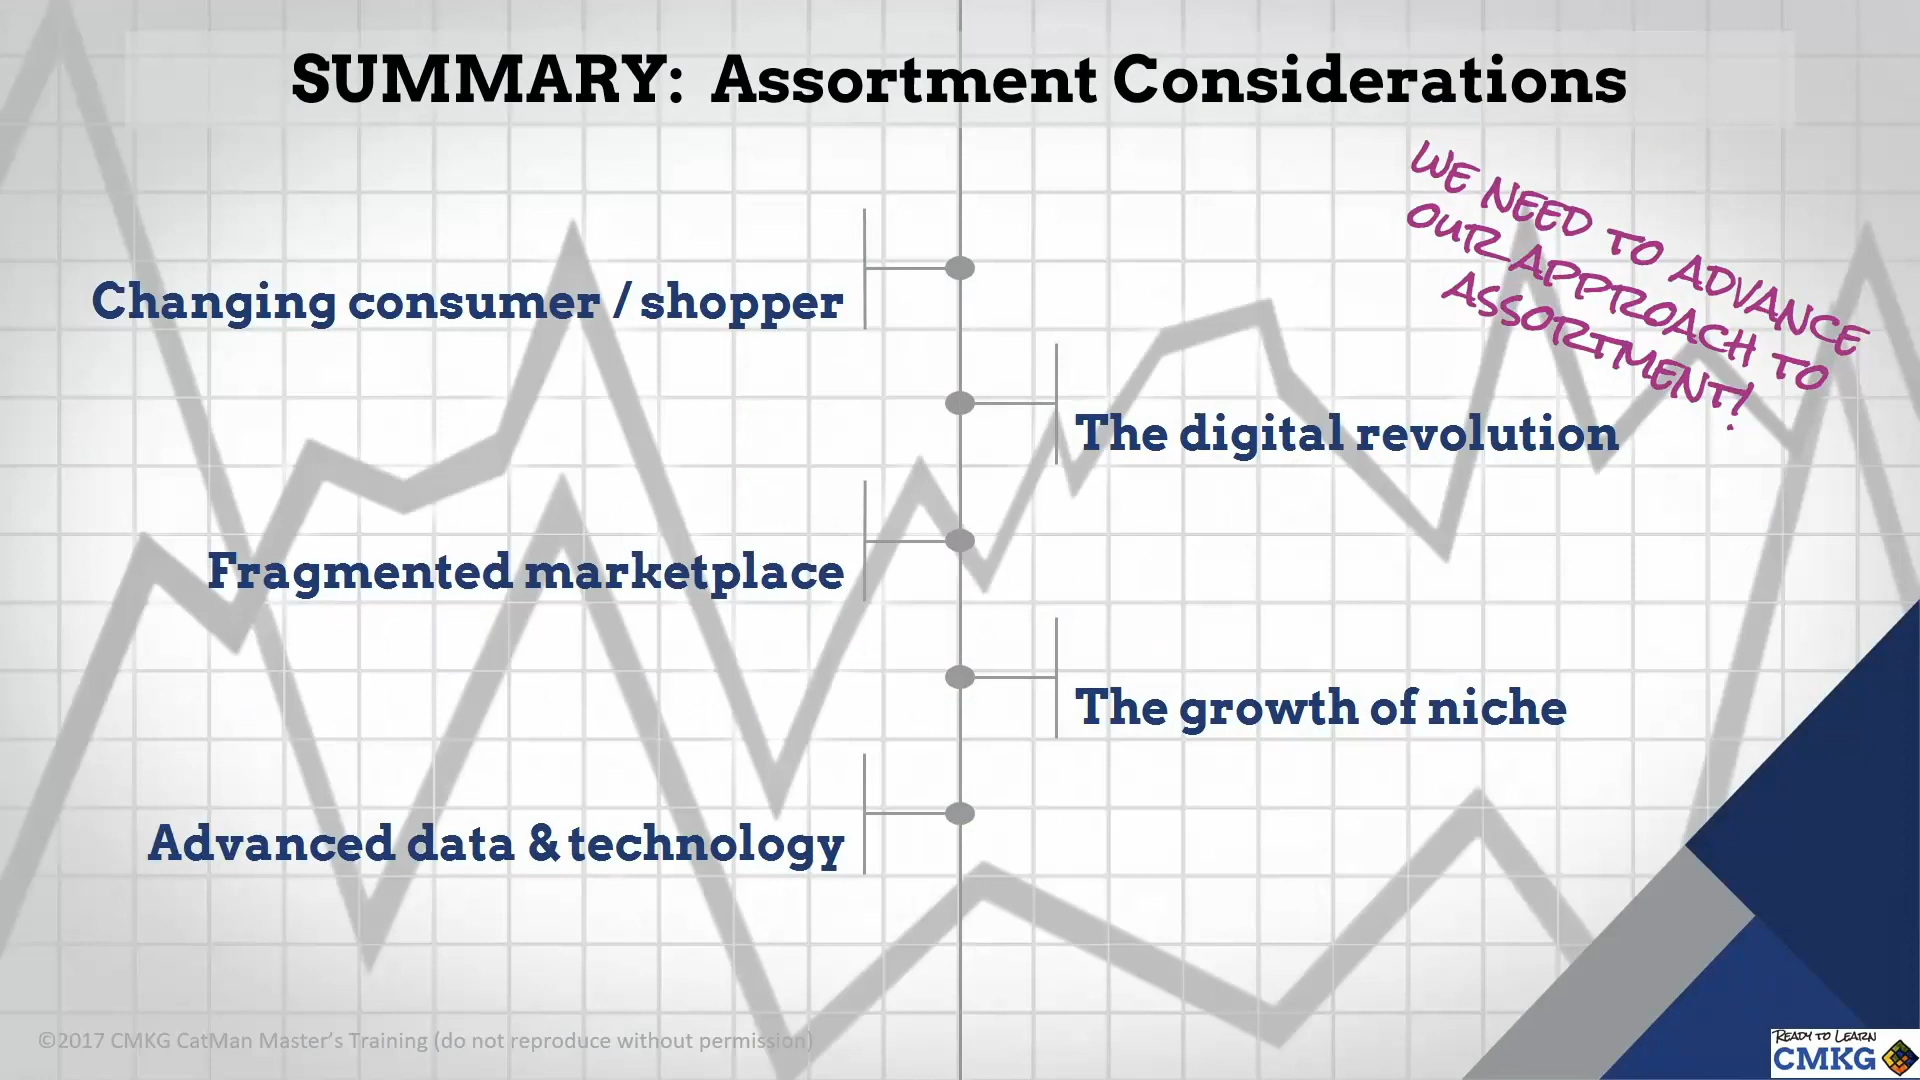 SUMMARY: Assortment Considerations
WE NEED TO ADVANCE
OUR APPROACH TO
ASSORTMENT!
Changing consumer / shopper
The digital revolution
Fragmented marketplace
The growth of niche
Advanced data & technology
©2017 CMKG CatMan Master's Training (do not reproduce without permission)
READY TO LEARN
CMKG